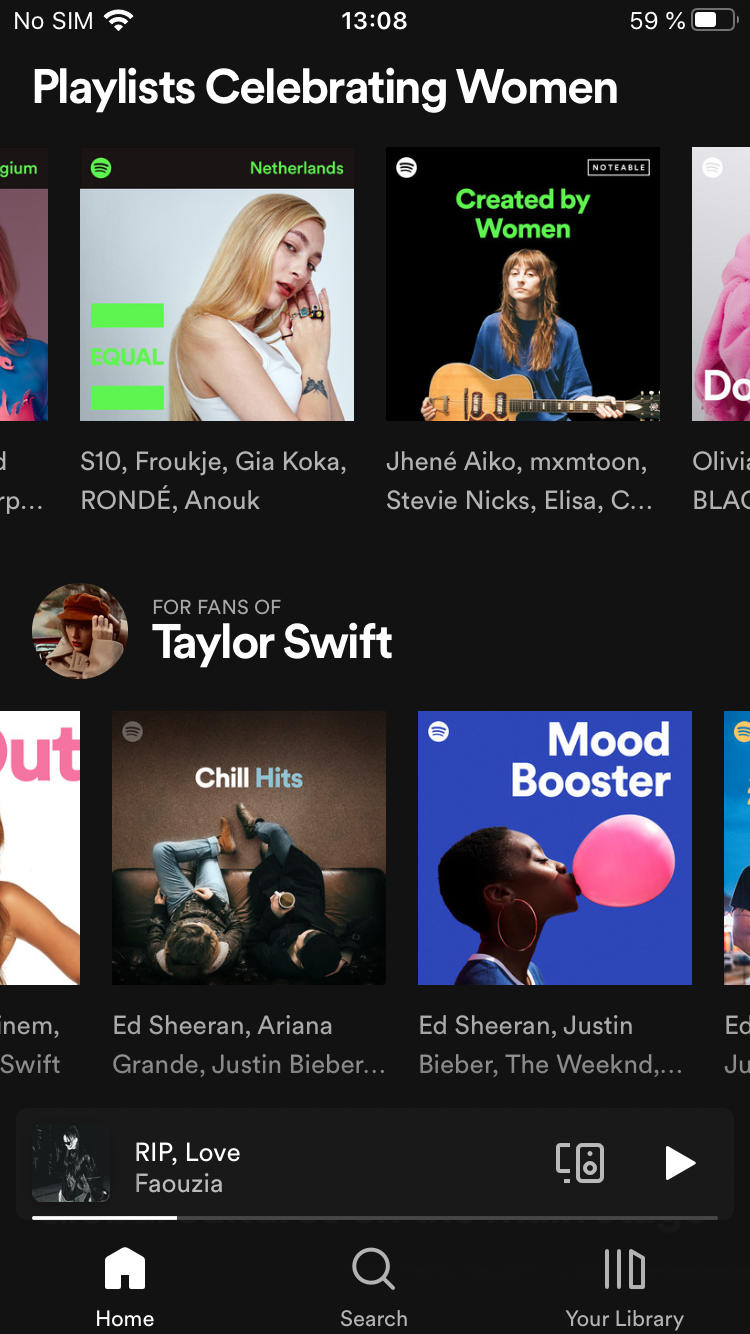 No SIM 13:08 59 %
Playlists Celebrating Women
gium
Netherlands
EQUAL
NOTEABLE
Created by
Women
Do
d
rp...
S10, Froukje, Gia Koka,
RONDÉ, Anouk
Jhené Aiko, mxmtoon,
Stevie Nicks, Elisa, C...
Olivia
BLAC
FOR FANS OF
Taylor Swift
Out
Chill Hits
Mood
Booster
inem,
Swift
Ed Sheeran, Ariana
Grande, Justin Bieber...
Ed Sheeran, Justin
Bieber, The Weeknd,...
Ed
Ju
RIP, Love
Faouzia
Home
Search
Your Library